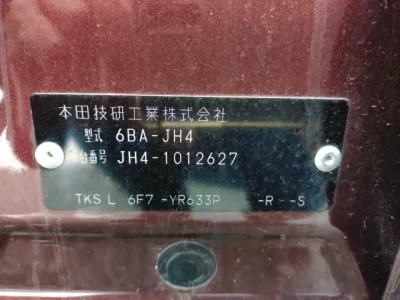 本田技研工業株式会社
型式 6BA-JH4
車台番号 JH4-1012627
TKS L 6F7 -YR633P -R --S